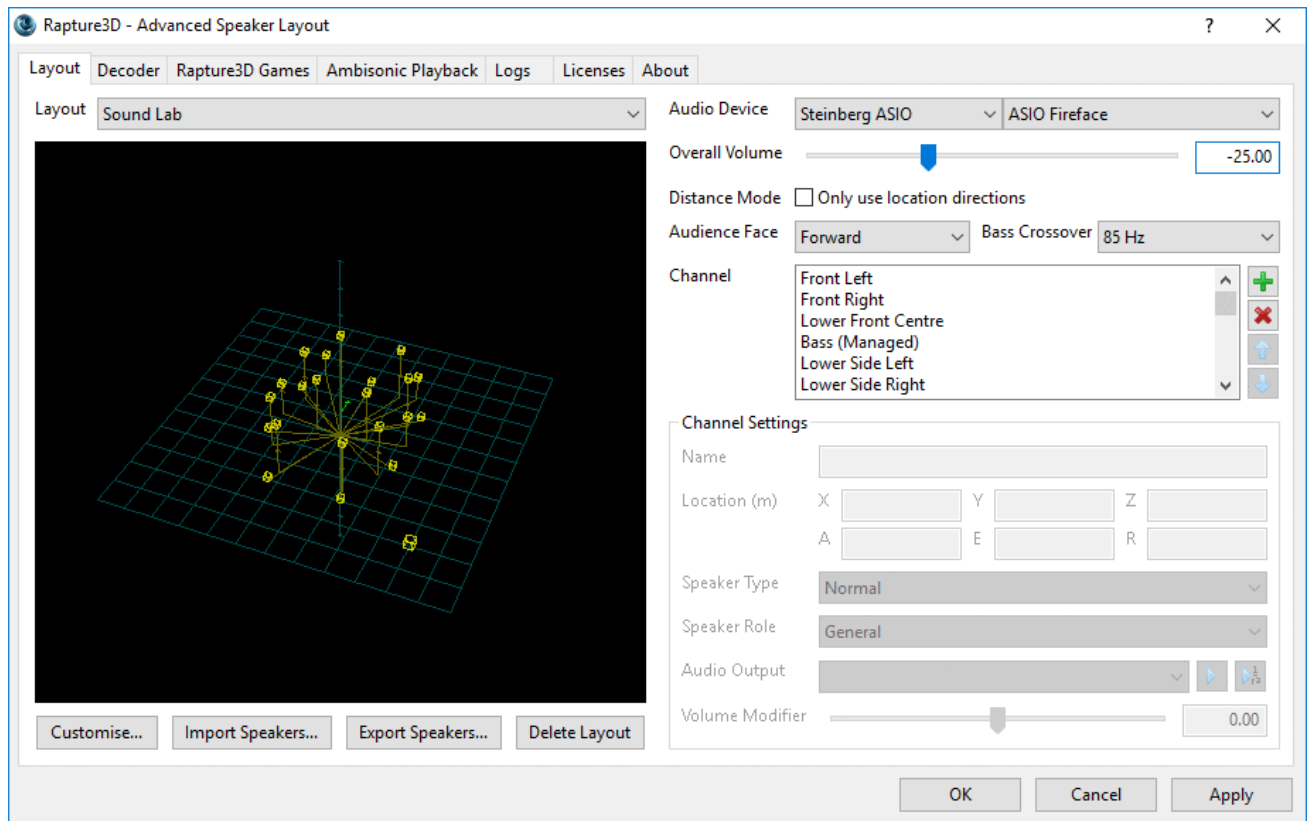 Rapture3D - Advanced Speaker Layout
?
Layout Decoder Rapture3D Games Ambisonic Playback Logs Licenses About
Layout Sound Lab
Audio Device Steinberg ASIO ASIO Fireface
Overall Volume -25.00
Distance Mode Only use location directions
Audience Face Forward Bass Crossover 85 Hz
Channel
Front Left
Front Right
Lower Front Centre
Bass (Managed)
Lower Side Left
Lower Side Right
Channel Settings
Name
Location (m) X Y Z
A E R
Speaker Type Normal
Speaker Role General
Audio Output
Volume Modifier 0.00
Customise... Import Speakers... Export Speakers... Delete Layout
OK Cancel Apply